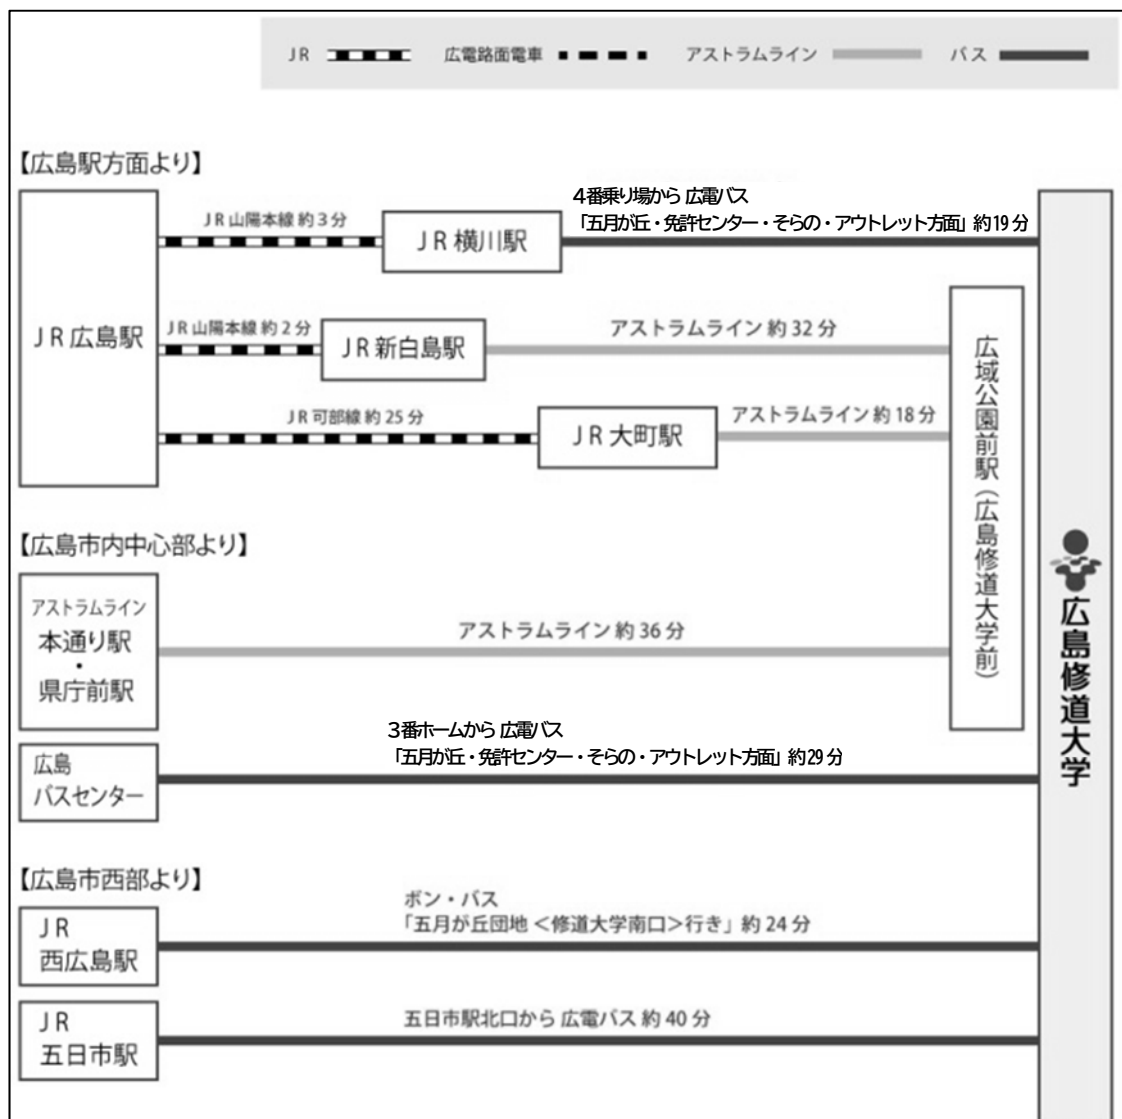 JR 広電路面電車 アストラムライン バス
【広島駅方面より】
JR広島駅
JR山陽本線 約3分
JR横川駅
4番乗り場から 広電バス
「五月が丘・免許センター・そらの・アウトレット方面」 約19分
JR山陽本線 約2分
JR新白島駅
アストラムライン 約32分
JR可部線 約25分
JR大町駅
アストラムライン 約18分
広域公園前駅(広島修道大学前)
広島修道大学
【広島市内中心部より】
アストラムライン
本通り駅
・
県庁前駅
アストラムライン 約36分
広島
バスセンター
3番ホームから 広電バス
「五月が丘・免許センター・そらの・アウトレット方面」 約29分
【広島市西部より】
JR
西広島駅
ボン・バス
「五月が丘団地 <修道大学南口>行き」 約24分
JR
五日市駅
五日市駅北口から 広電バス 約40分